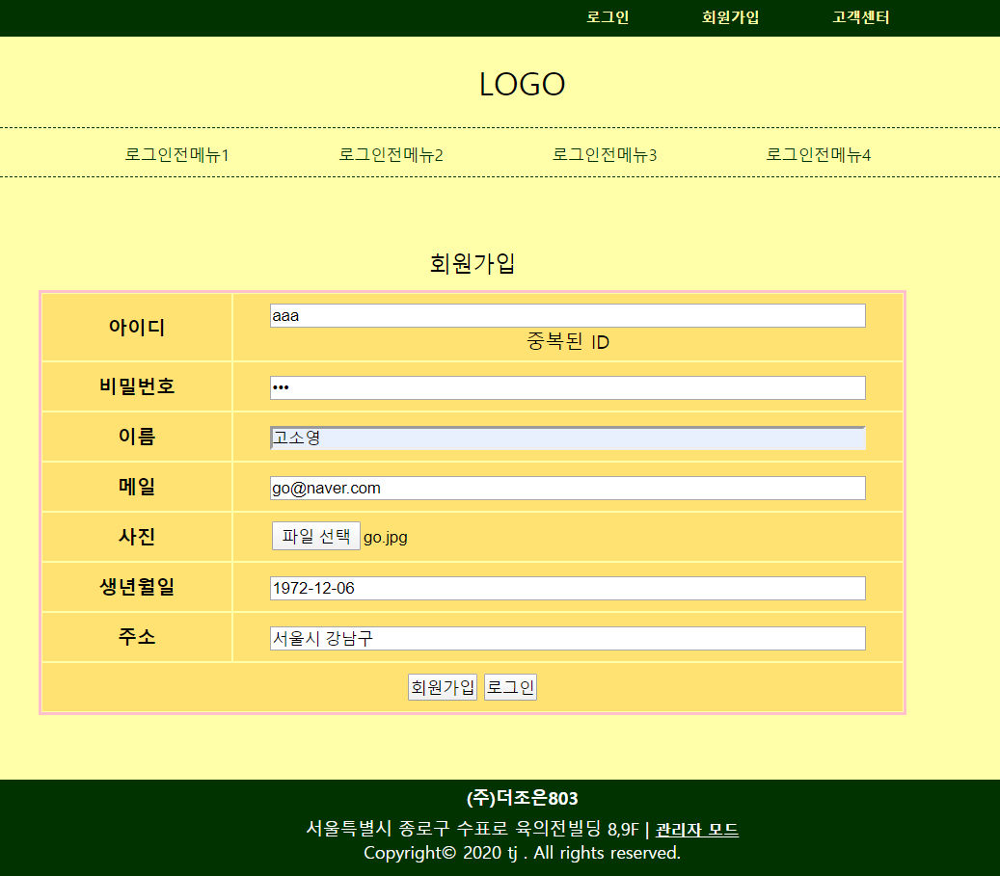 로그인 회원가입 고객센터
LOGO
로그인전메뉴1 로그인전메뉴2 로그인전메뉴3 로그인전메뉴4
회원가입
아이디 aaa
중복된 ID
비밀번호 •••
이름 고소영
메일 go@naver.com
사진 파일 선택 go.jpg
생년월일 1972-12-06
주소 서울시 강남구
회원가입 로그인
(주)더조은803
서울특별시 종로구 수표로 육의전빌딩 8,9F | 관리자 모드
Copyright© 2020 tj . All rights reserved.